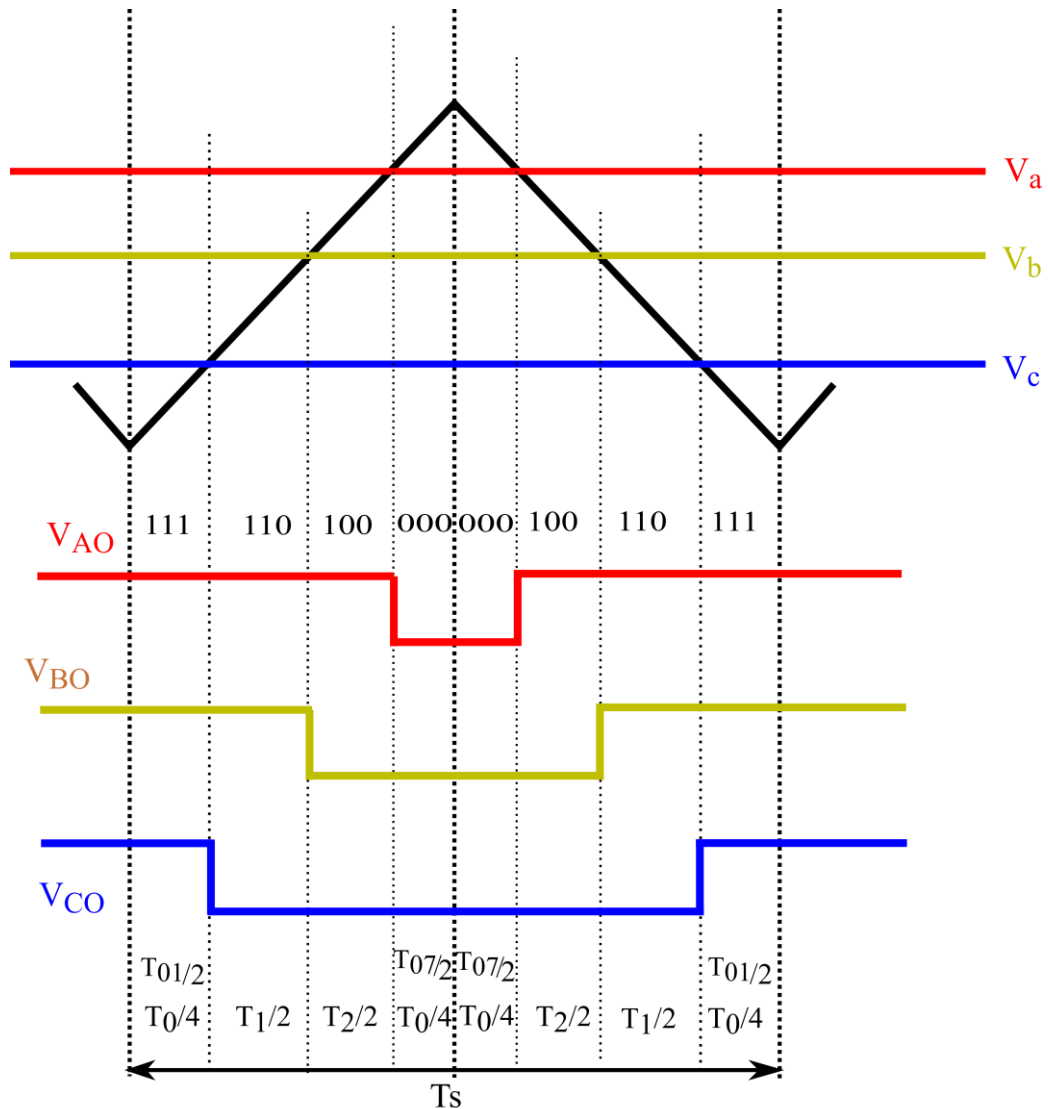 Va
Vb
Vc
111 110 100 000 000 100 110 111
VAO
VBO
VCO
T01/2 T07/2 T07/2 T01/2
T0/4 T1/2 T2/2 T0/4 T0/4 T2/2 T1/2 T0/4
Ts